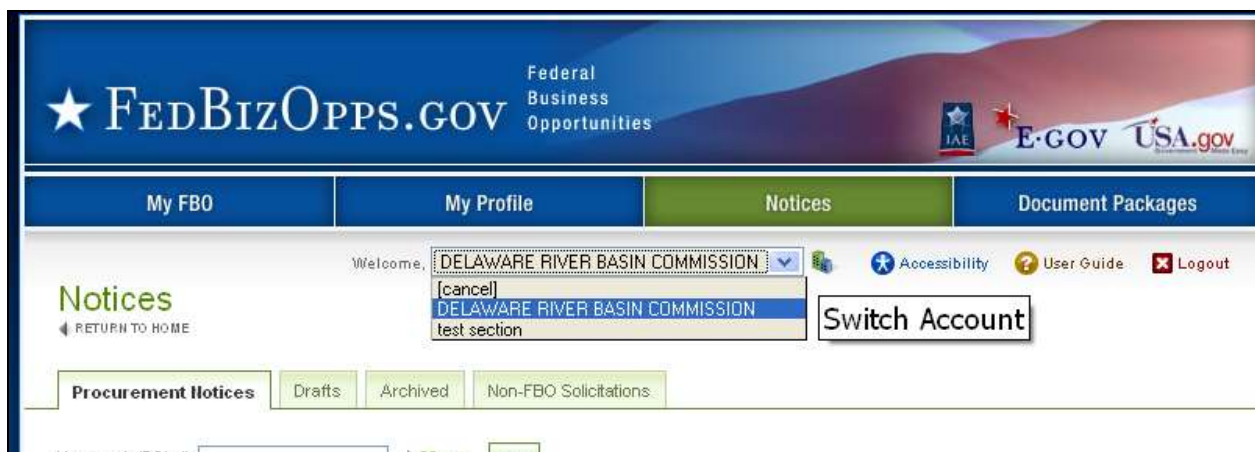 ★ FEDBIZOPPS.GOV
Federal
Business
Opportunities
IAE
E·GOV
USA.gov
My FBO
My Profile
Notices
Document Packages
Welcome, DELAWARE RIVER BASIN COMMISSION
Accessibility
User Guide
Logout
[cancel]
DELAWARE RIVER BASIN COMMISSION
test section
Switch Account
Notices
RETURN TO HOME
Procurement Notices
Drafts
Archived
Non-FBO Solicitations